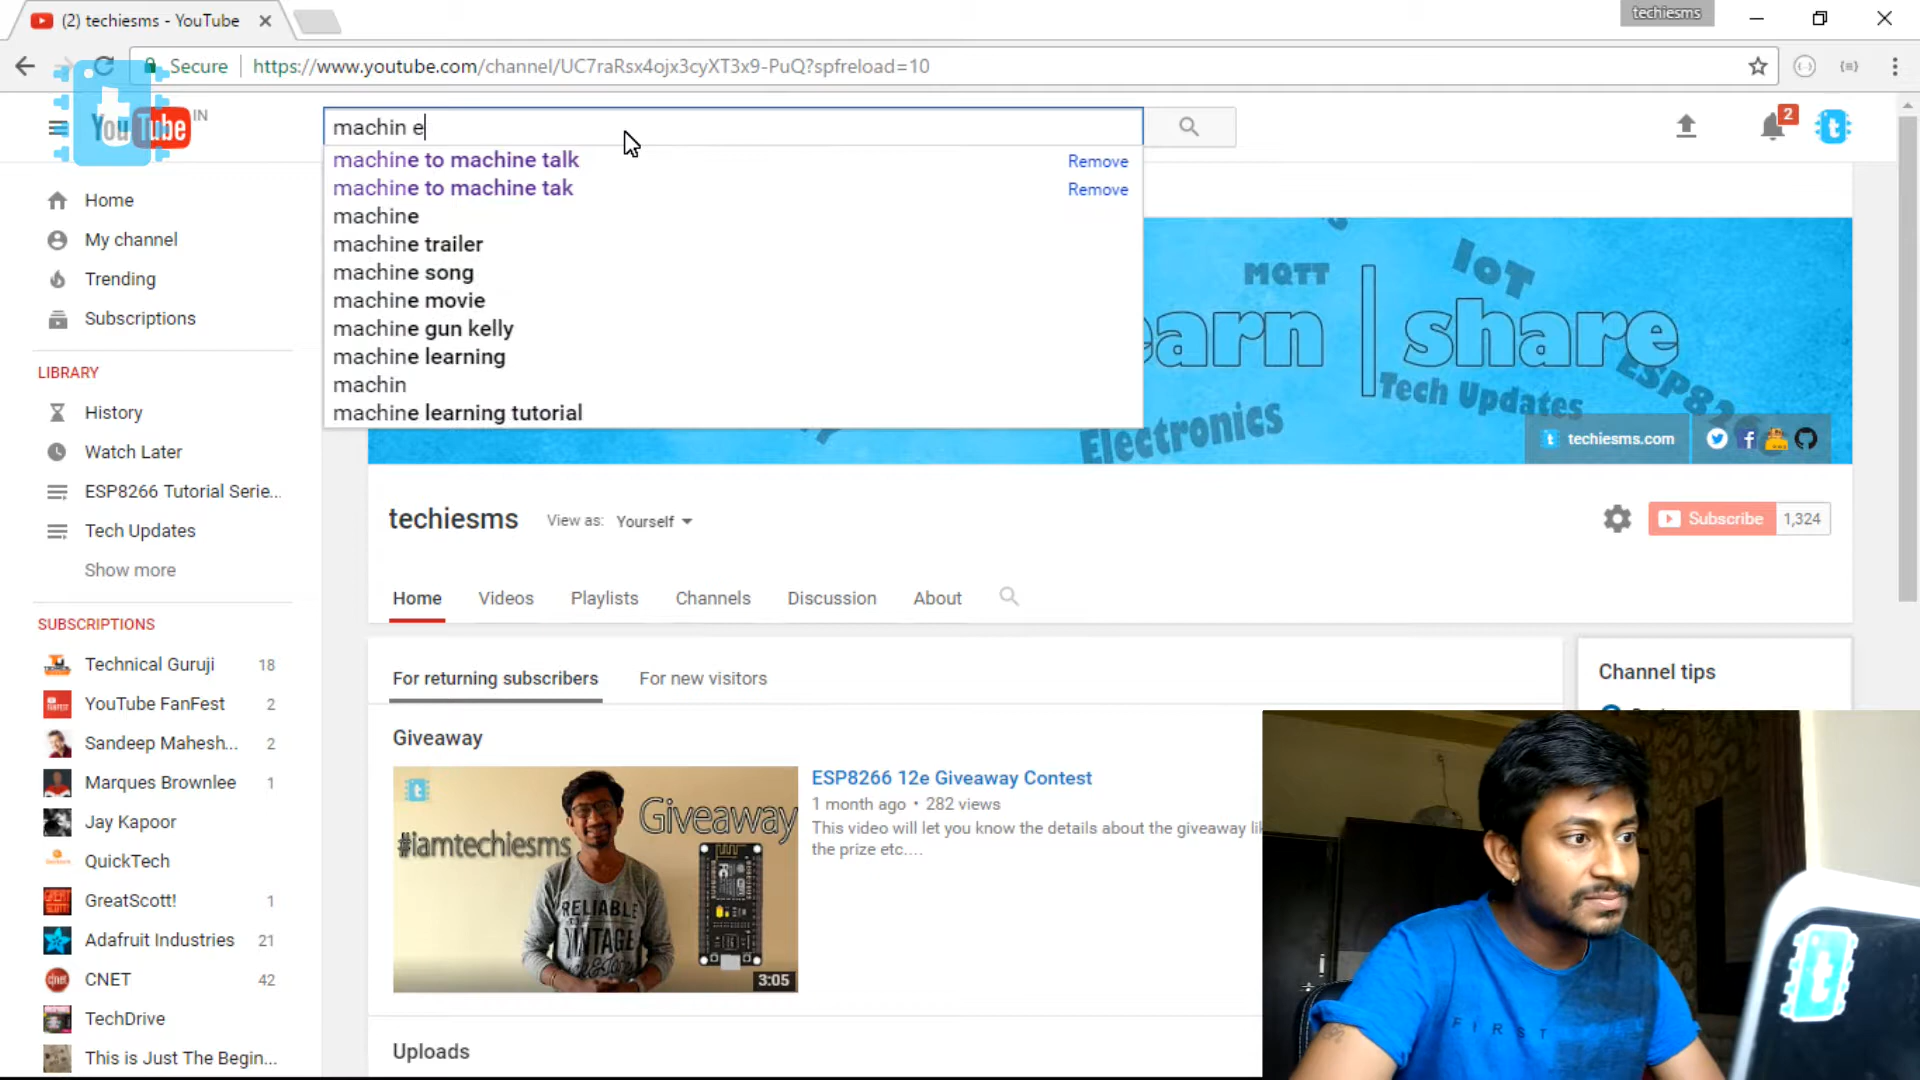 (2) techiesms - YouTube
techiesms
Secure https://www.youtube.com/channel/UC7raRsx4ojx3cyXT3x9-PuQ?spfreload=10
YouTube IN
machin e
2
machine to machine talk Remove
machine to machine tak Remove
machine
machine trailer
machine song
machine movie
machine gun kelly
machine learning
machin
machine learning tutorial
Home
My channel
Trending
Subscriptions
LIBRARY
History
Watch Later
ESP8266 Tutorial Serie...
Tech Updates
Show more
SUBSCRIPTIONS
Technical Guruji 18
YouTube FanFest 2
Sandeep Mahesh... 2
Marques Brownlee 1
Jay Kapoor
QuickTech
GreatScott! 1
Adafruit Industries 21
CNET 42
TechDrive
This is Just The Begin...
MQTT
IoT
earn | share
ESP826
Tech Updates
Electronics
techiesms.com
techiesms View as: Yourself
Subscribe 1,324
Home Videos Playlists Channels Discussion About
For returning subscribers For new visitors
Channel tips
Giveaway
Giveaway
#iamtechiesms
RELIABLE
VINTAGE
3:05
ESP8266 12e Giveaway Contest
1 month ago • 282 views
This video will let you know the details about the giveaway li
the prize etc....
Uploads
FIRST